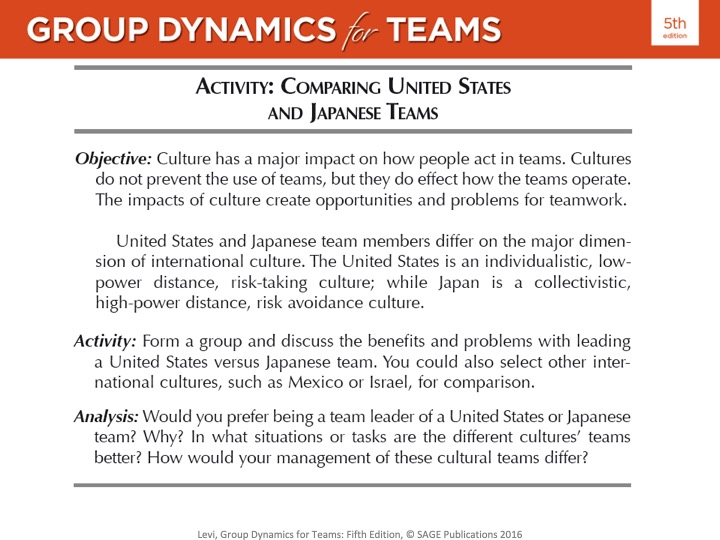 GROUP DYNAMICS for TEAMS
5th
edition
ACTIVITY: COMPARING UNITED STATES
AND JAPANESE TEAMS
Objective: Culture has a major impact on how people act in teams. Cultures
do not prevent the use of teams, but they do effect how the teams operate.
The impacts of culture create opportunities and problems for teamwork.
United States and Japanese team members differ on the major dimen-
sion of international culture. The United States is an individualistic, low-
power distance, risk-taking culture; while Japan is a collectivistic,
high-power distance, risk avoidance culture.
Activity: Form a group and discuss the benefits and problems with leading
a United States versus Japanese team. You could also select other inter-
national cultures, such as Mexico or Israel, for comparison.
Analysis: Would you prefer being a team leader of a United States or Japanese
team? Why? In what situations or tasks are the different cultures' teams
better? How would your management of these cultural teams differ?
Levi, Group Dynamics for Teams: Fifth Edition, © SAGE Publications 2016